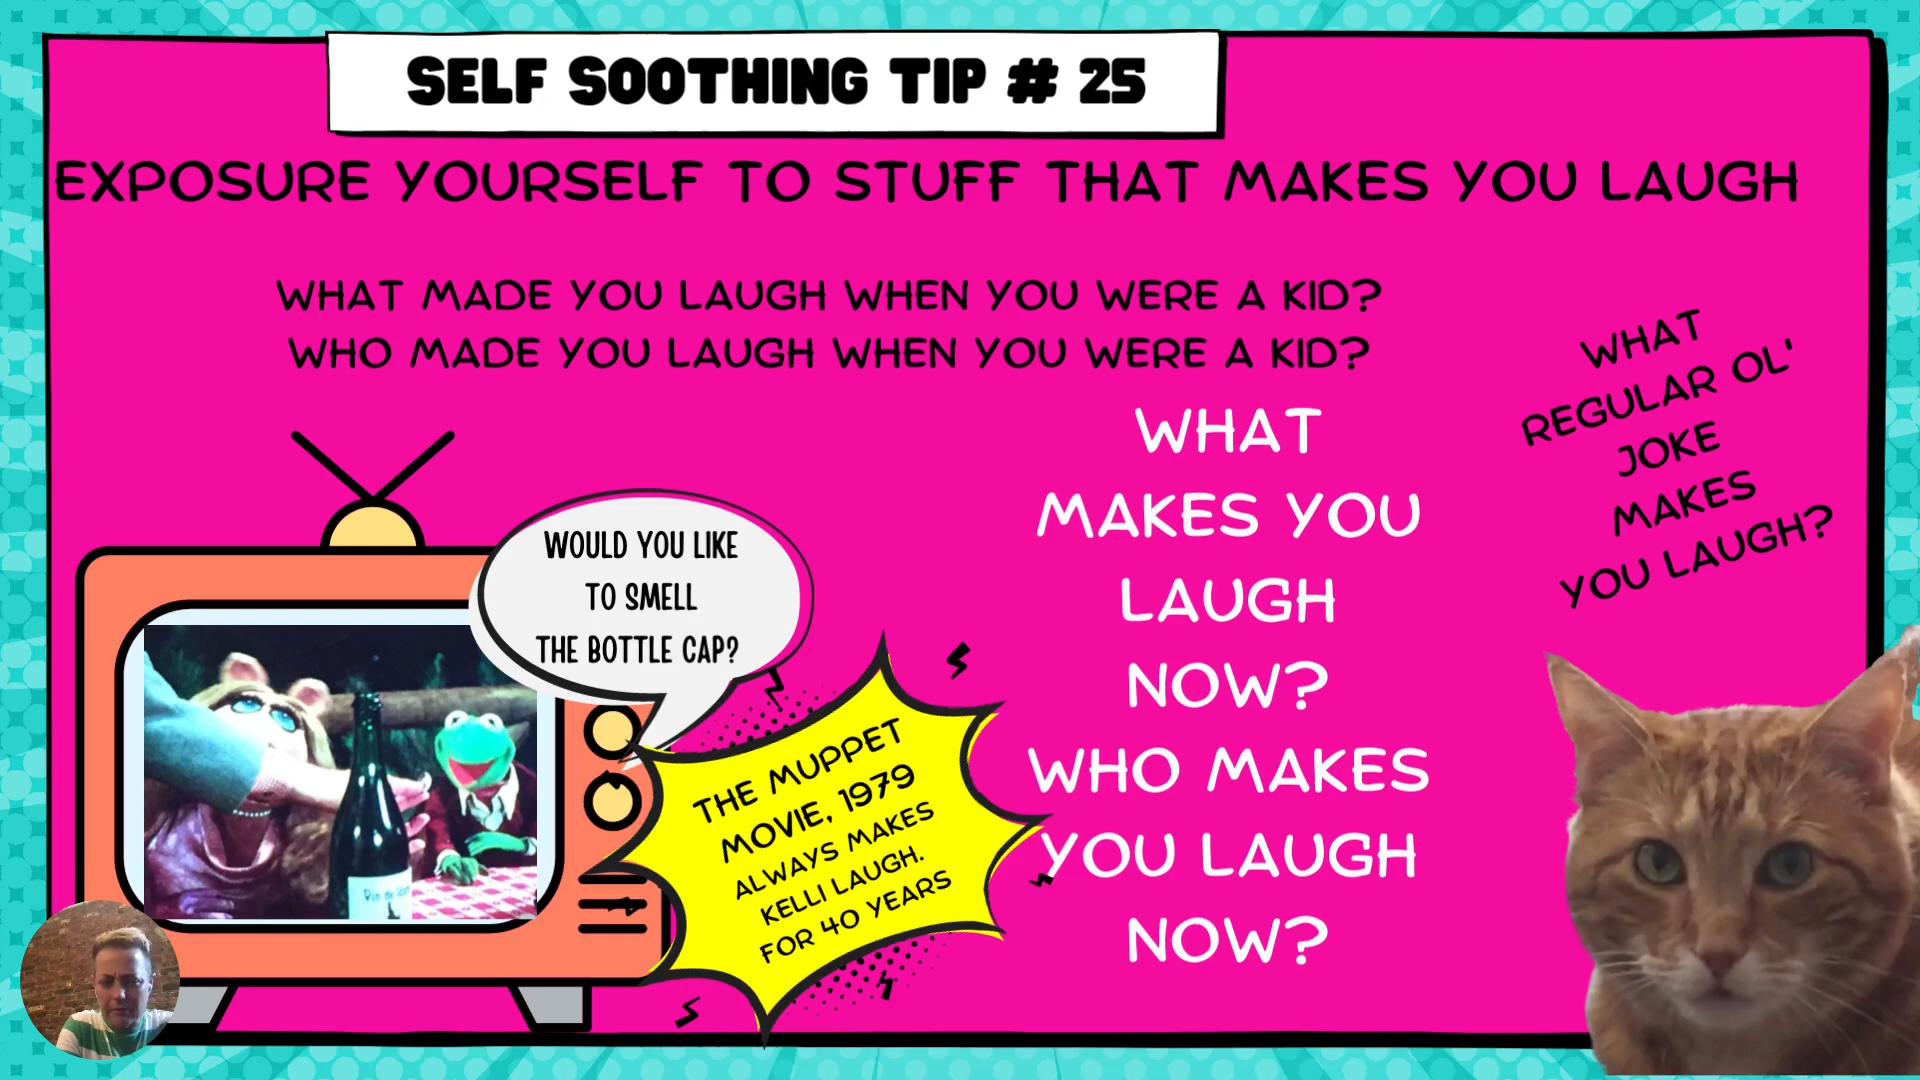 SELF SOOTHING TIP # 25
EXPOSURE YOURSELF TO STUFF THAT MAKES YOU LAUGH
WHAT MADE YOU LAUGH WHEN YOU WERE A KID?
WHO MADE YOU LAUGH WHEN YOU WERE A KID?
WHAT
REGULAR OL'
JOKE
MAKES
YOU LAUGH?
WHAT
MAKES YOU
LAUGH
NOW?
WHO MAKES
YOU LAUGH
NOW?
WOULD YOU LIKE
TO SMELL
THE BOTTLE CAP?
THE MUPPET
MOVIE, 1979
ALWAYS MAKES
KELLI LAUGH.
FOR 40 YEARS